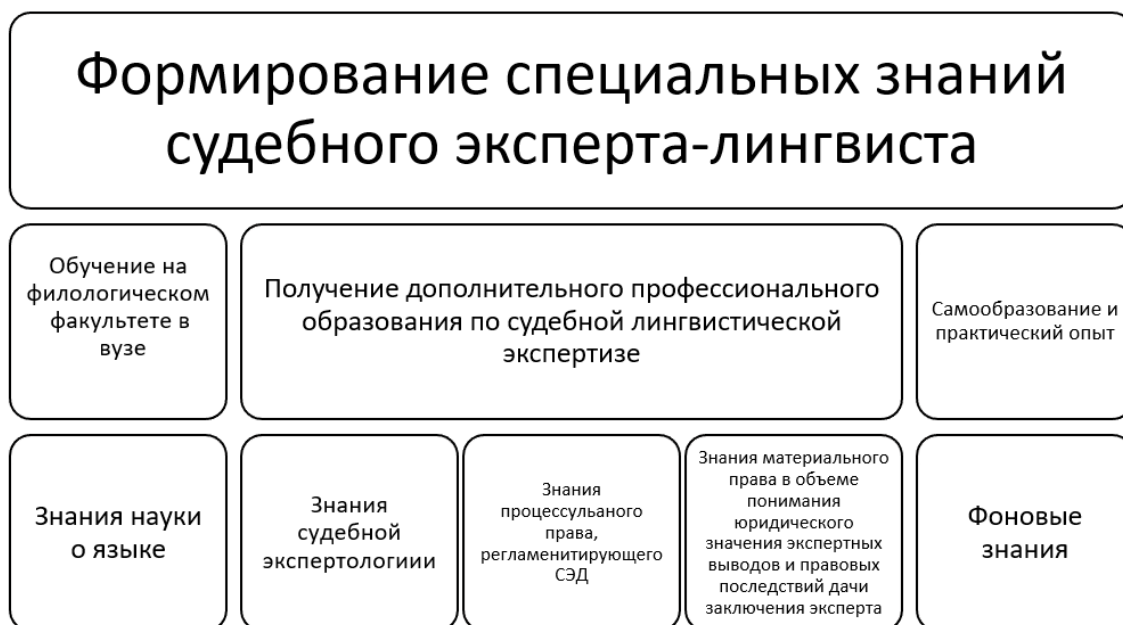 Формирование специальных знаний
судебного эксперта-лингвиста
Обучение на
филологическом
факультете в
вузе
Получение дополнительного профессионального
образования по судебной лингвистической
экспертизе
Самообразование и
практический опыт
Знания науки
о языке
Знания
судебной
экспертологиии
Знания
процессульаного
права,
регламенитирующего
СЭД
Знания материального
права в объеме
понимания
юридического
значения экспертных
выводов и правовых
последствий дачи
заключения эксперта
Фоновые
знания